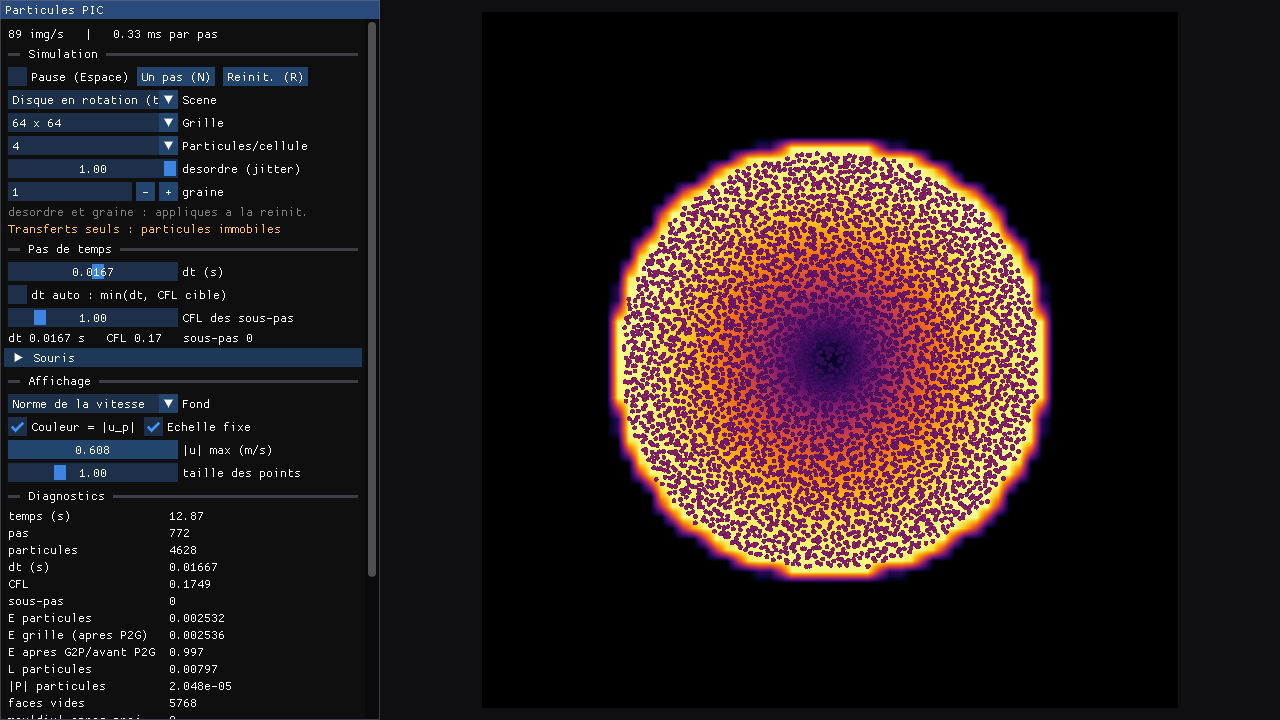 Particules PIC
89 img/s   |   0.33 ms par pas
Simulation
Pause (Espace) Un pas (N) Reinit. (R)
Disque en rotation (t Scene
64 x 64 Grille
4 Particules/cellule
1.00 desordre (jitter)
1 - + graine
desordre et graine : appliques a la reinit.
Transferts seuls : particules immobiles
Pas de temps
0.0167 dt (s)
dt auto : min(dt, CFL cible)
1.00 CFL des sous-pas
dt 0.0167 s   CFL 0.17   sous-pas 0
Souris
Affichage
Norme de la vitesse Fond
Couleur = |u_p| Echelle fixe
0.608 |u| max (m/s)
1.00 taille des points
Diagnostics
temps (s) 12.87
pas 772
particules 4628
dt (s) 0.01667
CFL 0.1749
sous-pas 0
E particules 0.002532
E grille (apres P2G) 0.002536
E apres G2P/avant P2G 0.997
L particules 0.00797
|P| particules 2.048e-05
faces vides 5768